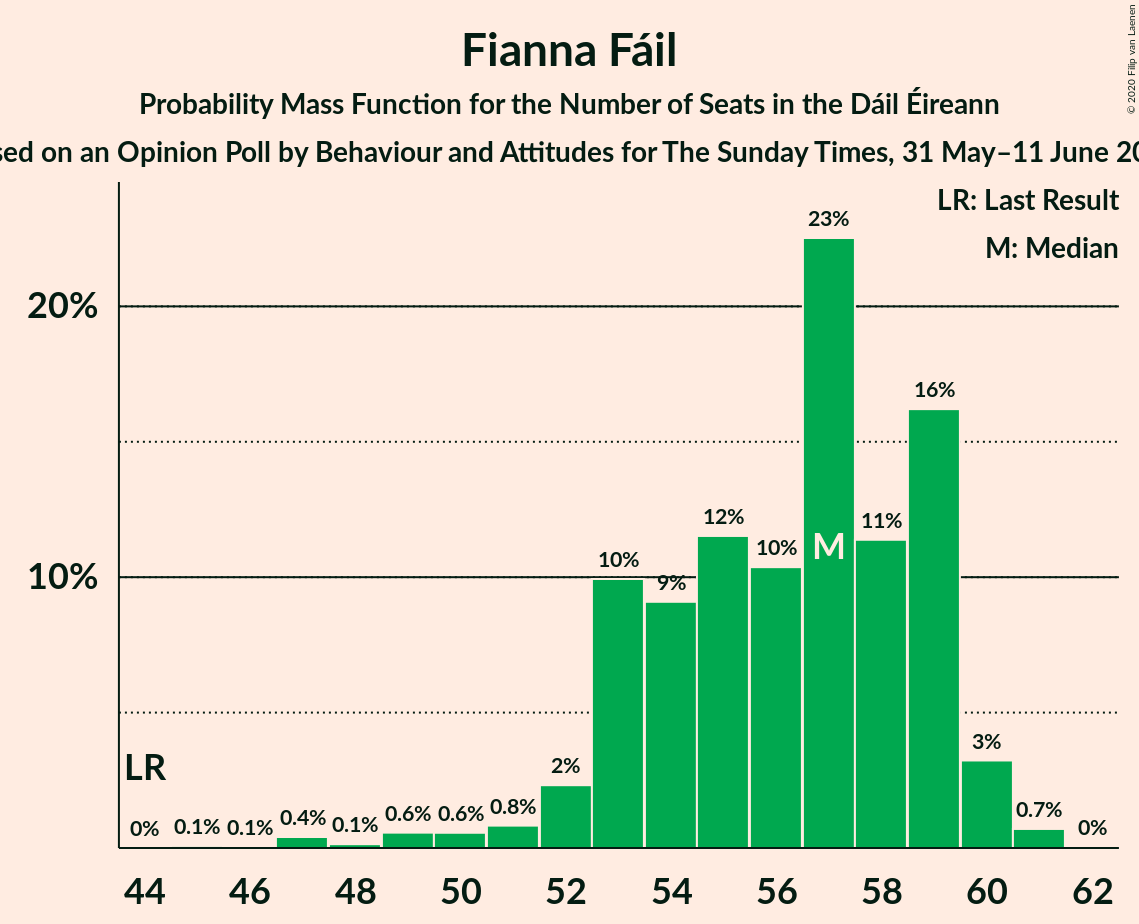 Fianna Fáil
Probability Mass Function for the Number of Seats in the Dáil Éireann
on an Opinion Poll by Behaviour and Attitudes for The Sunday Times, 31 May–11 June
© 2020 Filip van Laenen
LR: Last Result
M: Median
20%
10%
LR
M
0%
0.1%
0.1%
0.4%
0.1%
0.6%
0.6%
0.8%
2%
10%
9%
12%
10%
23%
11%
16%
3%
0.7%
0%
44 46 48 50 52 54 56 58 60 62